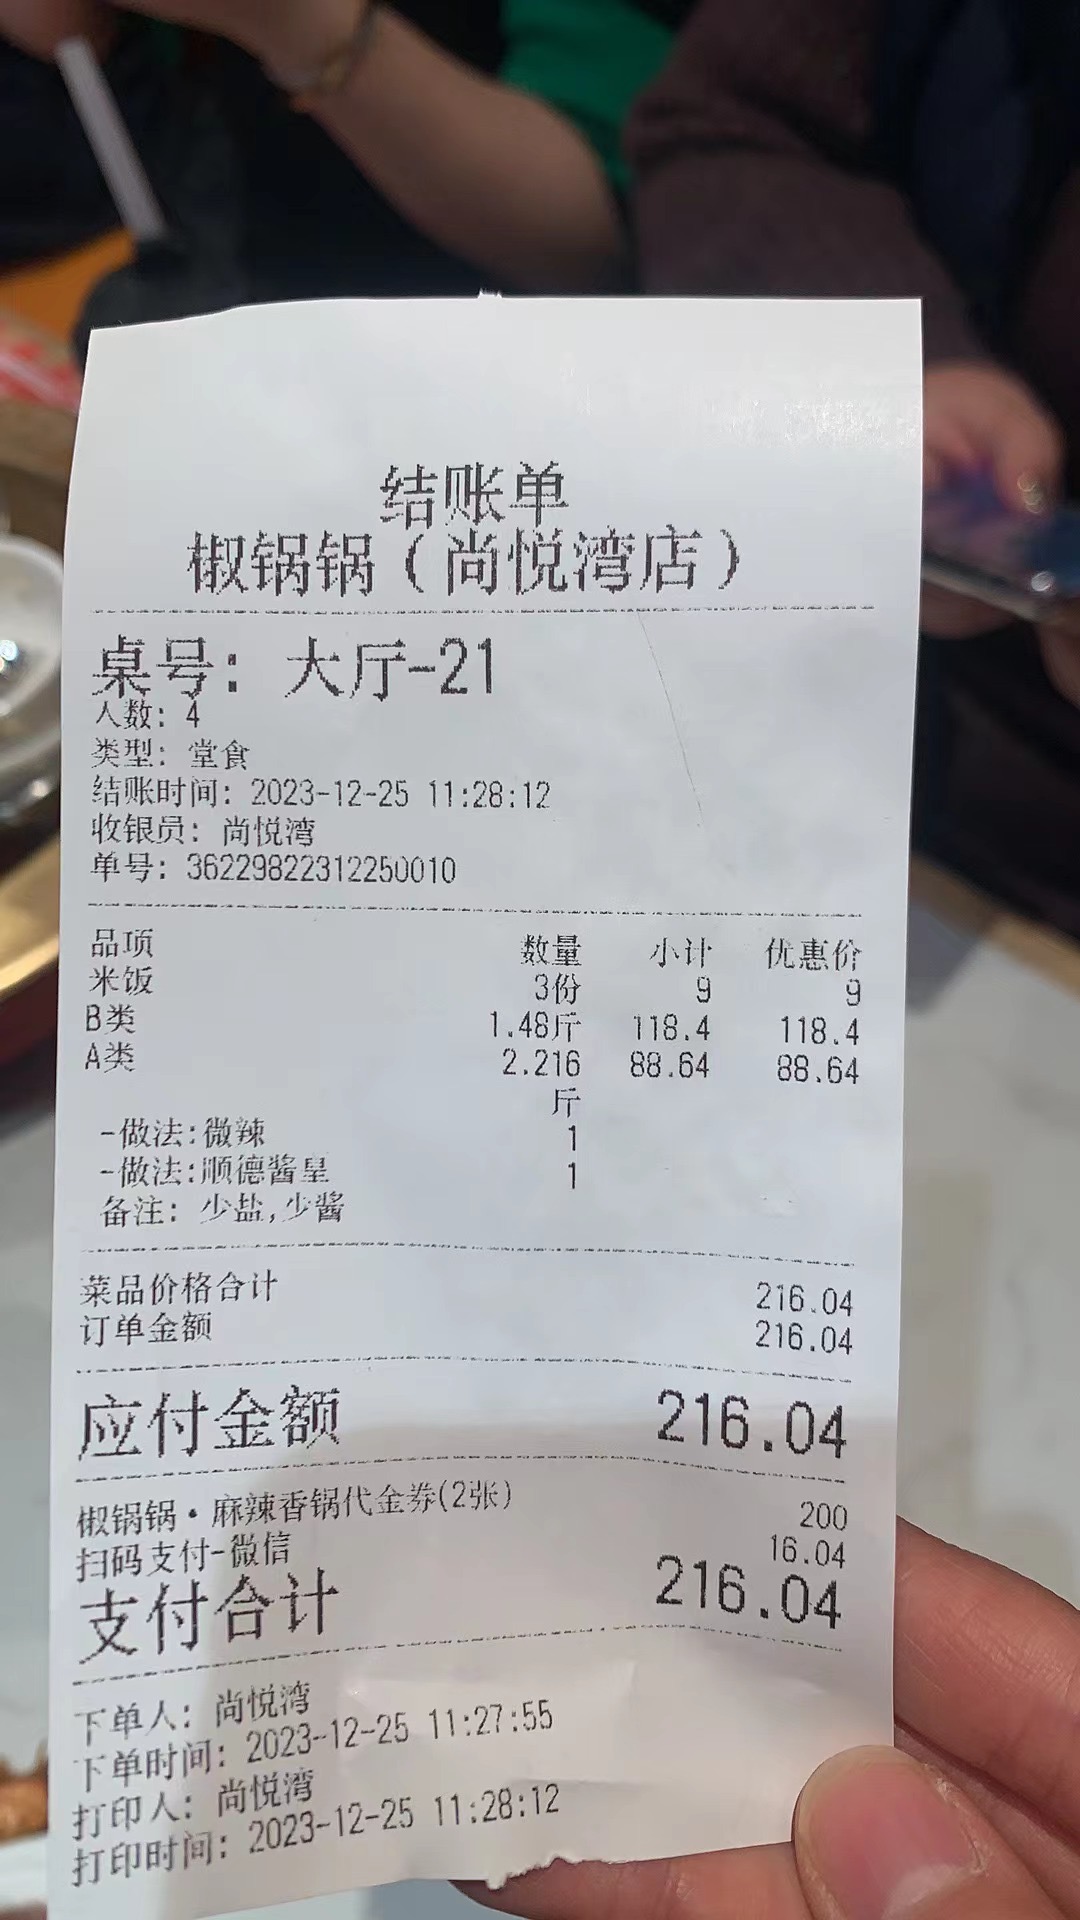 结账单
椒锅锅（尚悦湾店）
桌号：大厅-21
人数：4
类型：堂食
结账时间：2023-12-25 11:28:12
收银员：尚悦湾
单号：36229822312250010
品项 数量 小计 优惠价
米饭 3份 9 9
B类 1.48斤 118.4 118.4
A类 2.216 88.64 88.64
斤
-做法:微辣 1
-做法:顺德酱皇 1
备注：少盐,少酱
菜品价格合计 216.04
订单金额 216.04
应付金额 216.04
椒锅锅·麻辣香锅代金券(2张) 200
扫码支付-微信 16.04
支付合计 216.04
下单人：尚悦湾
下单时间：2023-12-25 11:27:55
打印人：尚悦湾
打印时间：2023-12-25 11:28:12